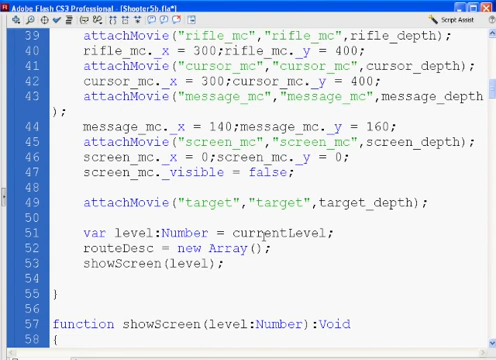 Adobe Flash CS3 Professional - [Shooter5b.fla*]
Script Assist
39 attachMovie("rifle_mc","rifle_mc",rifle_depth);
40 rifle_mc._x = 300;rifle_mc._y = 400;
41 attachMovie("cursor_mc","cursor_mc",cursor_depth);
42 cursor_mc._x = 300;cursor_mc._y = 400;
43 attachMovie("message_mc","message_mc",message_depth
);
44 message_mc._x = 140;message_mc._y = 160;
45 attachMovie("screen_mc","screen_mc",screen_depth);
46 screen_mc._x = 0;screen_mc._y = 0;
47 screen_mc._visible = false;
48
49 attachMovie("target","target",target_depth);
50
51 var level:Number = currentLevel;
52 routeDesc = new Array();
53 showScreen(level);
54
55 }
56
57 function showScreen(level:Number):Void
58 {